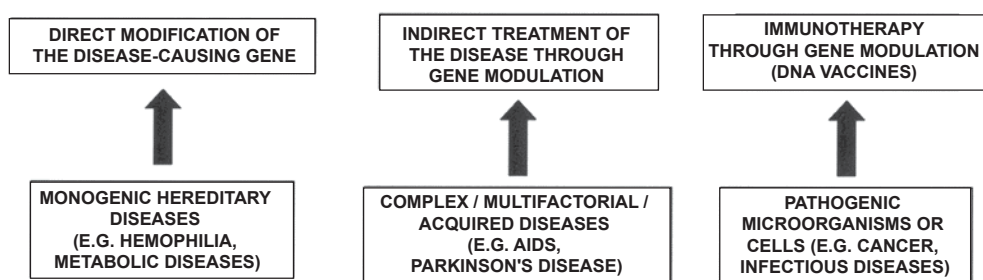 DIRECT MODIFICATION OF
THE DISEASE-CAUSING GENE
INDIRECT TREATMENT OF
THE DISEASE THROUGH
GENE MODULATION
IMMUNOTHERAPY
THROUGH GENE MODULATION
(DNA VACCINES)
MONOGENIC HEREDITARY
DISEASES
(E.G. HEMOPHILIA,
METABOLIC DISEASES)
COMPLEX / MULTIFACTORIAL /
ACQUIRED DISEASES
(E.G. AIDS,
PARKINSON'S DISEASE)
PATHOGENIC
MICROORGANISMS OR
CELLS (E.G. CANCER,
INFECTIOUS DISEASES)